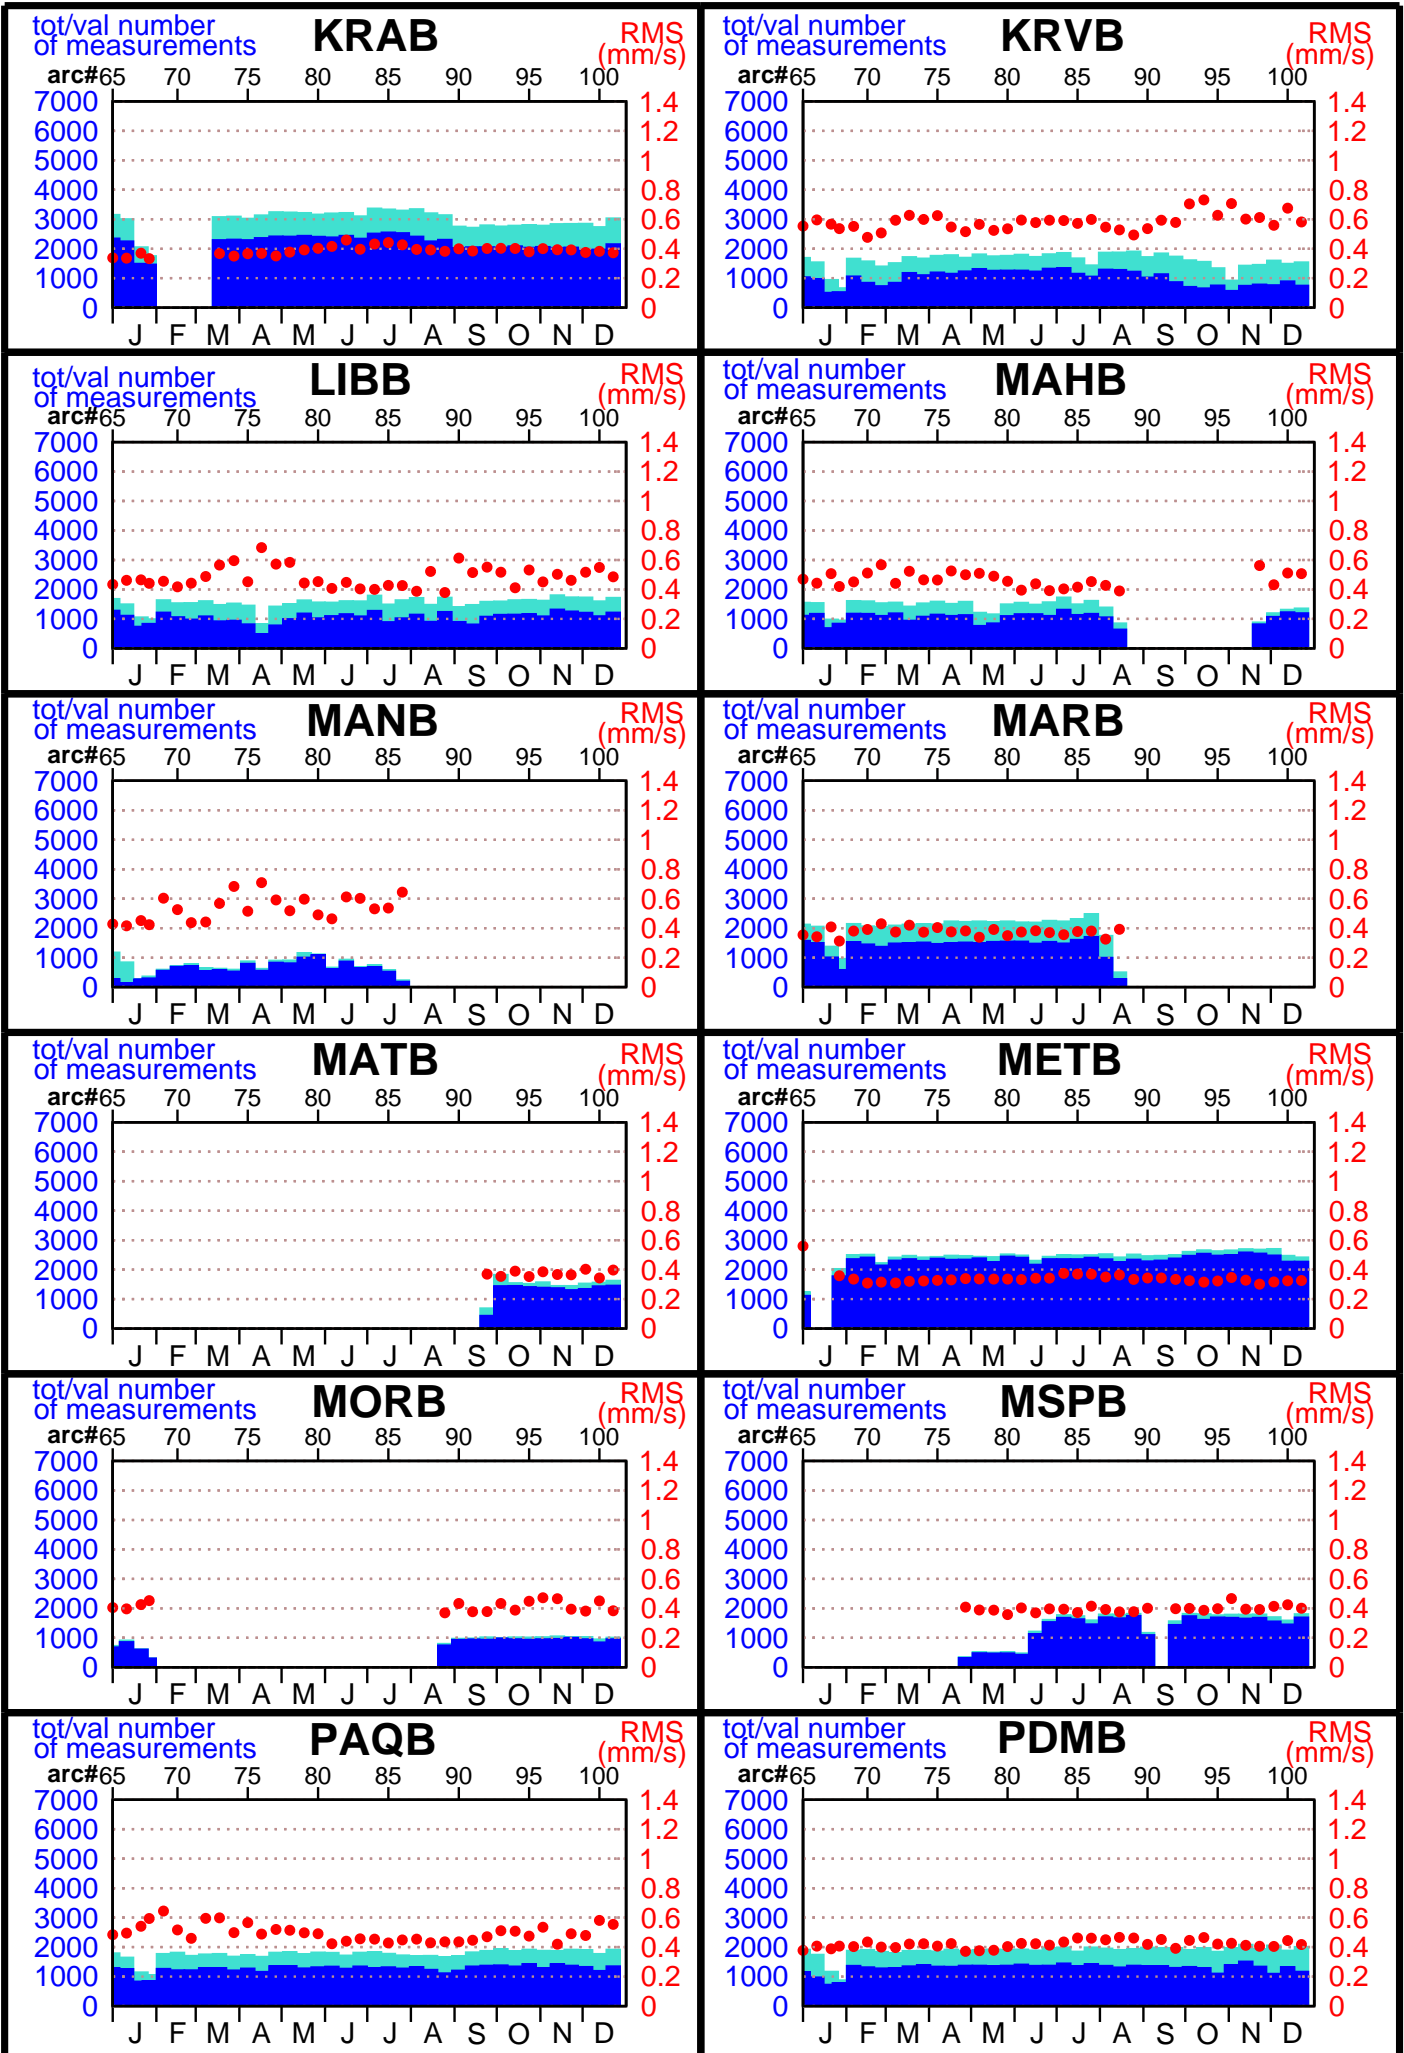 tot/val number
of measurements
KRAB
RMS
(mm/s)
arc# 65 70 75 80 85 90 95 100
7000 1.4
6000 1.2
5000 1
4000 0.8
3000 0.6
2000 0.4
1000 0.2
0 0
J F M A M J J A S O N D
tot/val number
of measurements
KRVB
RMS
(mm/s)
arc# 65 70 75 80 85 90 95 100
7000 1.4
6000 1.2
5000 1
4000 0.8
3000 0.6
2000 0.4
1000 0.2
0 0
J F M A M J J A S O N D
tot/val number
of measurements
LIBB
RMS
(mm/s)
arc# 65 70 75 80 85 90 95 100
7000 1.4
6000 1.2
5000 1
4000 0.8
3000 0.6
2000 0.4
1000 0.2
0 0
J F M A M J J A S O N D
tot/val number
of measurements
MAHB
RMS
(mm/s)
arc# 65 70 75 80 85 90 95 100
7000 1.4
6000 1.2
5000 1
4000 0.8
3000 0.6
2000 0.4
1000 0.2
0 0
J F M A M J J A S O N D
tot/val number
of measurements
MANB
RMS
(mm/s)
arc# 65 70 75 80 85 90 95 100
7000 1.4
6000 1.2
5000 1
4000 0.8
3000 0.6
2000 0.4
1000 0.2
0 0
J F M A M J J A S O N D
tot/val number
of measurements
MARB
RMS
(mm/s)
arc# 65 70 75 80 85 90 95 100
7000 1.4
6000 1.2
5000 1
4000 0.8
3000 0.6
2000 0.4
1000 0.2
0 0
J F M A M J J A S O N D
tot/val number
of measurements
MATB
RMS
(mm/s)
arc# 65 70 75 80 85 90 95 100
7000 1.4
6000 1.2
5000 1
4000 0.8
3000 0.6
2000 0.4
1000 0.2
0 0
J F M A M J J A S O N D
tot/val number
of measurements
METB
RMS
(mm/s)
arc# 65 70 75 80 85 90 95 100
7000 1.4
6000 1.2
5000 1
4000 0.8
3000 0.6
2000 0.4
1000 0.2
0 0
J F M A M J J A S O N D
tot/val number
of measurements
MORB
RMS
(mm/s)
arc# 65 70 75 80 85 90 95 100
7000 1.4
6000 1.2
5000 1
4000 0.8
3000 0.6
2000 0.4
1000 0.2
0 0
J F M A M J J A S O N D
tot/val number
of measurements
MSPB
RMS
(mm/s)
arc# 65 70 75 80 85 90 95 100
7000 1.4
6000 1.2
5000 1
4000 0.8
3000 0.6
2000 0.4
1000 0.2
0 0
J F M A M J J A S O N D
tot/val number
of measurements
PAQB
RMS
(mm/s)
arc# 65 70 75 80 85 90 95 100
7000 1.4
6000 1.2
5000 1
4000 0.8
3000 0.6
2000 0.4
1000 0.2
0 0
J F M A M J J A S O N D
tot/val number
of measurements
PDMB
RMS
(mm/s)
arc# 65 70 75 80 85 90 95 100
7000 1.4
6000 1.2
5000 1
4000 0.8
3000 0.6
2000 0.4
1000 0.2
0 0
J F M A M J J A S O N D